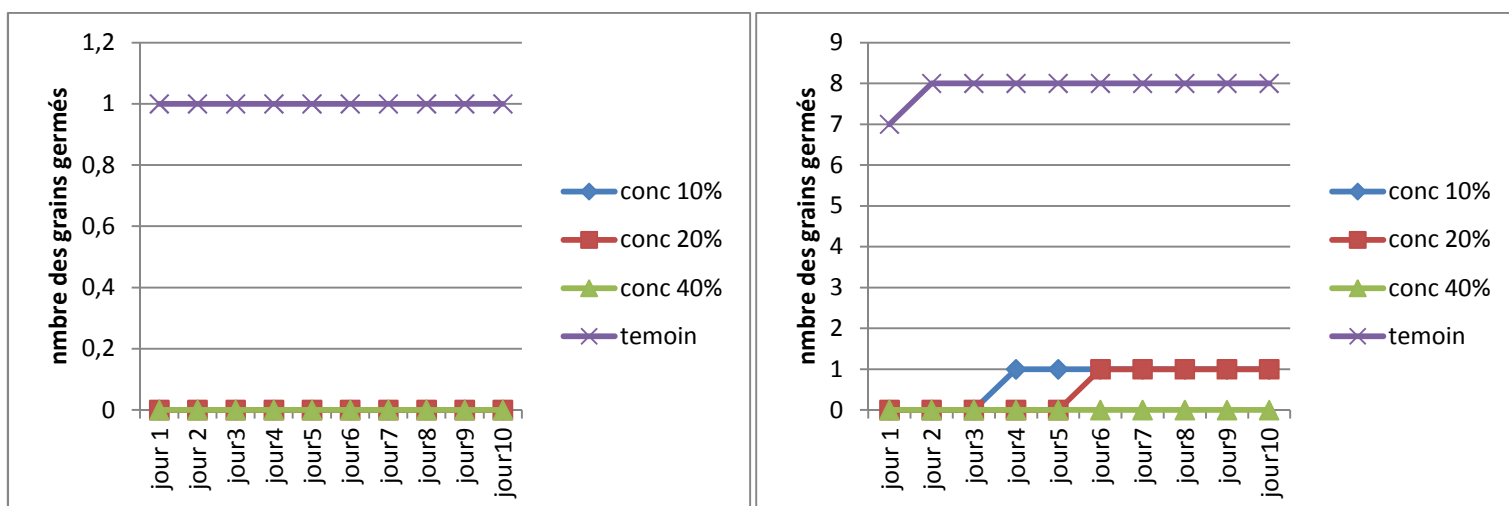 nmbre des grains germés
1,2
1
0,8
0,6
0,4
0,2
0
jour 1
jour 2
jour3
jour4
jour5
jour6
jour7
jour8
jour9
jour10
conc 10%
conc 20%
conc 40%
temoin
nmbre des grains germés
9
8
7
6
5
4
3
2
1
0
jour 1
jour 2
jour3
jour4
jour5
jour6
jour7
jour8
jour9
jour10
conc 10%
conc 20%
conc 40%
temoin